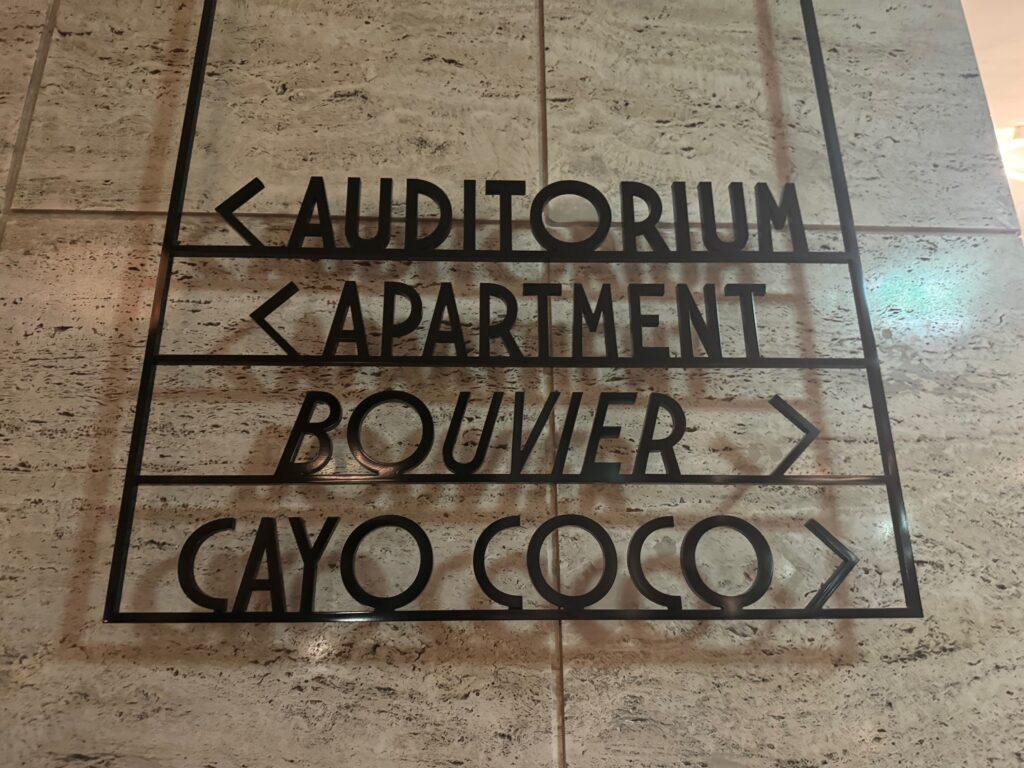 < AUDITORIUM
< APARTMENT
BOUVIER >
CAYO COCO >